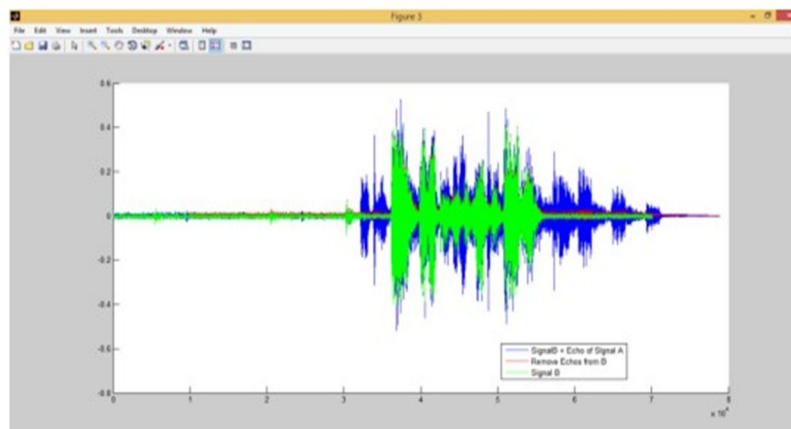 Figure 3
File Edit View Insert Tools Desktop Window Help
0.6
0.4
0.2
0
-0.2
-0.4
-0.6
-0.8
0 1 2 3 4 5 6 7 8
x 10⁴
SignalB + Echo of Signal A
Remove Echos from B
Signal B